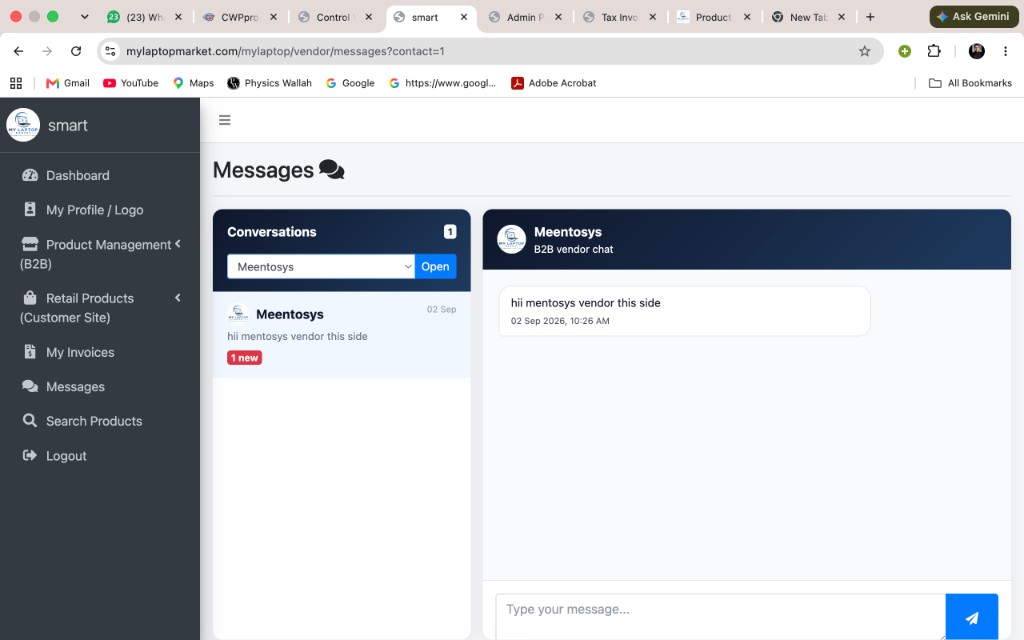 (23) Wh
CWPpro
Control
smart
Admin P
Tax Invo
Product
New Tab
Ask Gemini
mylaptopmarket.com/mylaptop/vendor/messages?contact=1
Gmail
YouTube
Maps
Physics Wallah
Google
https://www.googl...
Adobe Acrobat
All Bookmarks
smart
Dashboard
My Profile / Logo
Product Management
(B2B)
Retail Products
(Customer Site)
My Invoices
Messages
Search Products
Logout
Messages
Conversations
1
Meentosys
Open
Meentosys
02 Sep
hii mentosys vendor this side
1 new
Meentosys
B2B vendor chat
hii mentosys vendor this side
02 Sep 2026, 10:26 AM
Type your message...